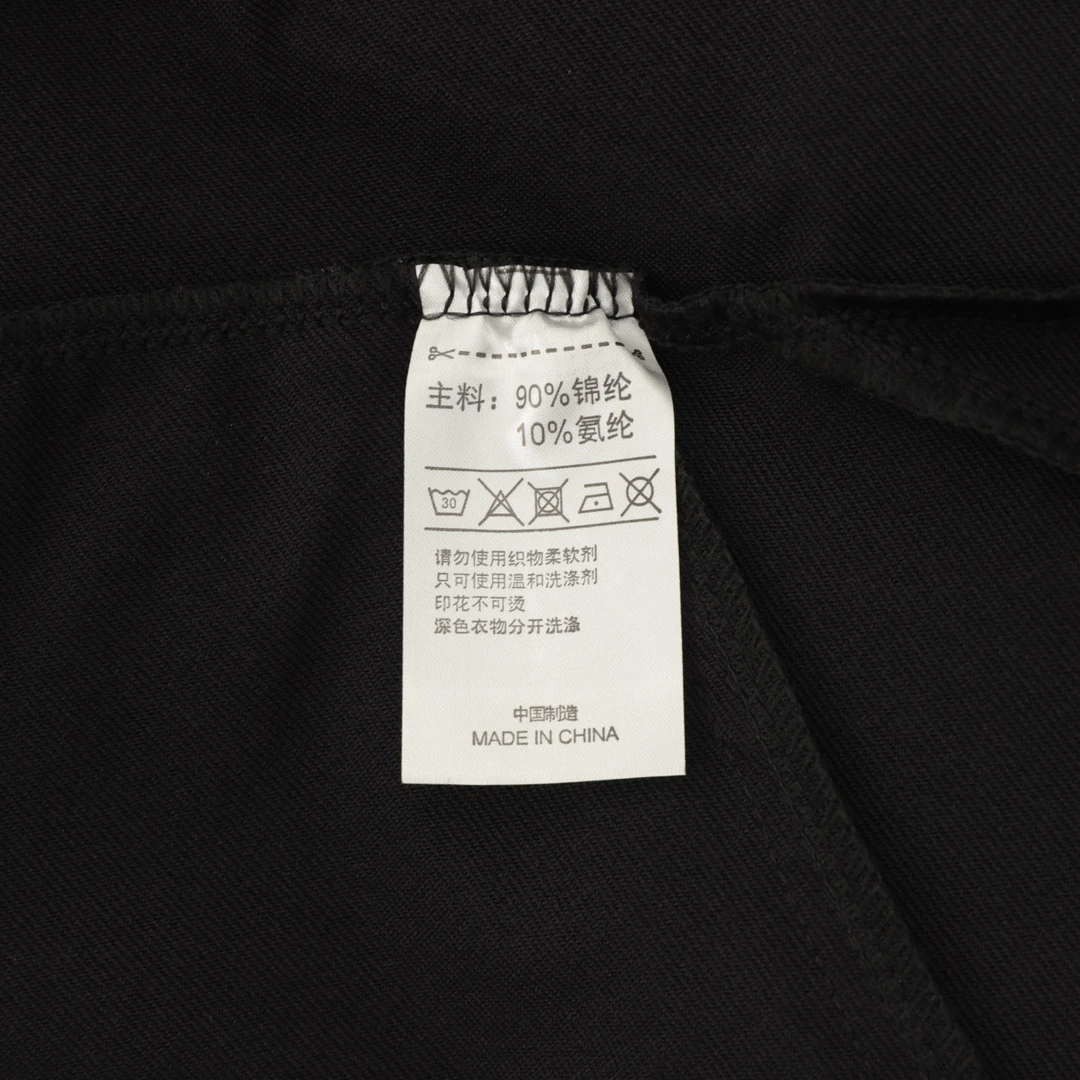 主料：90%锦纶
10%氨纶
30
请勿使用织物柔软剂
只可使用温和洗涤剂
印花不可烫
深色衣物分开洗涤
中国制造
MADE IN CHINA